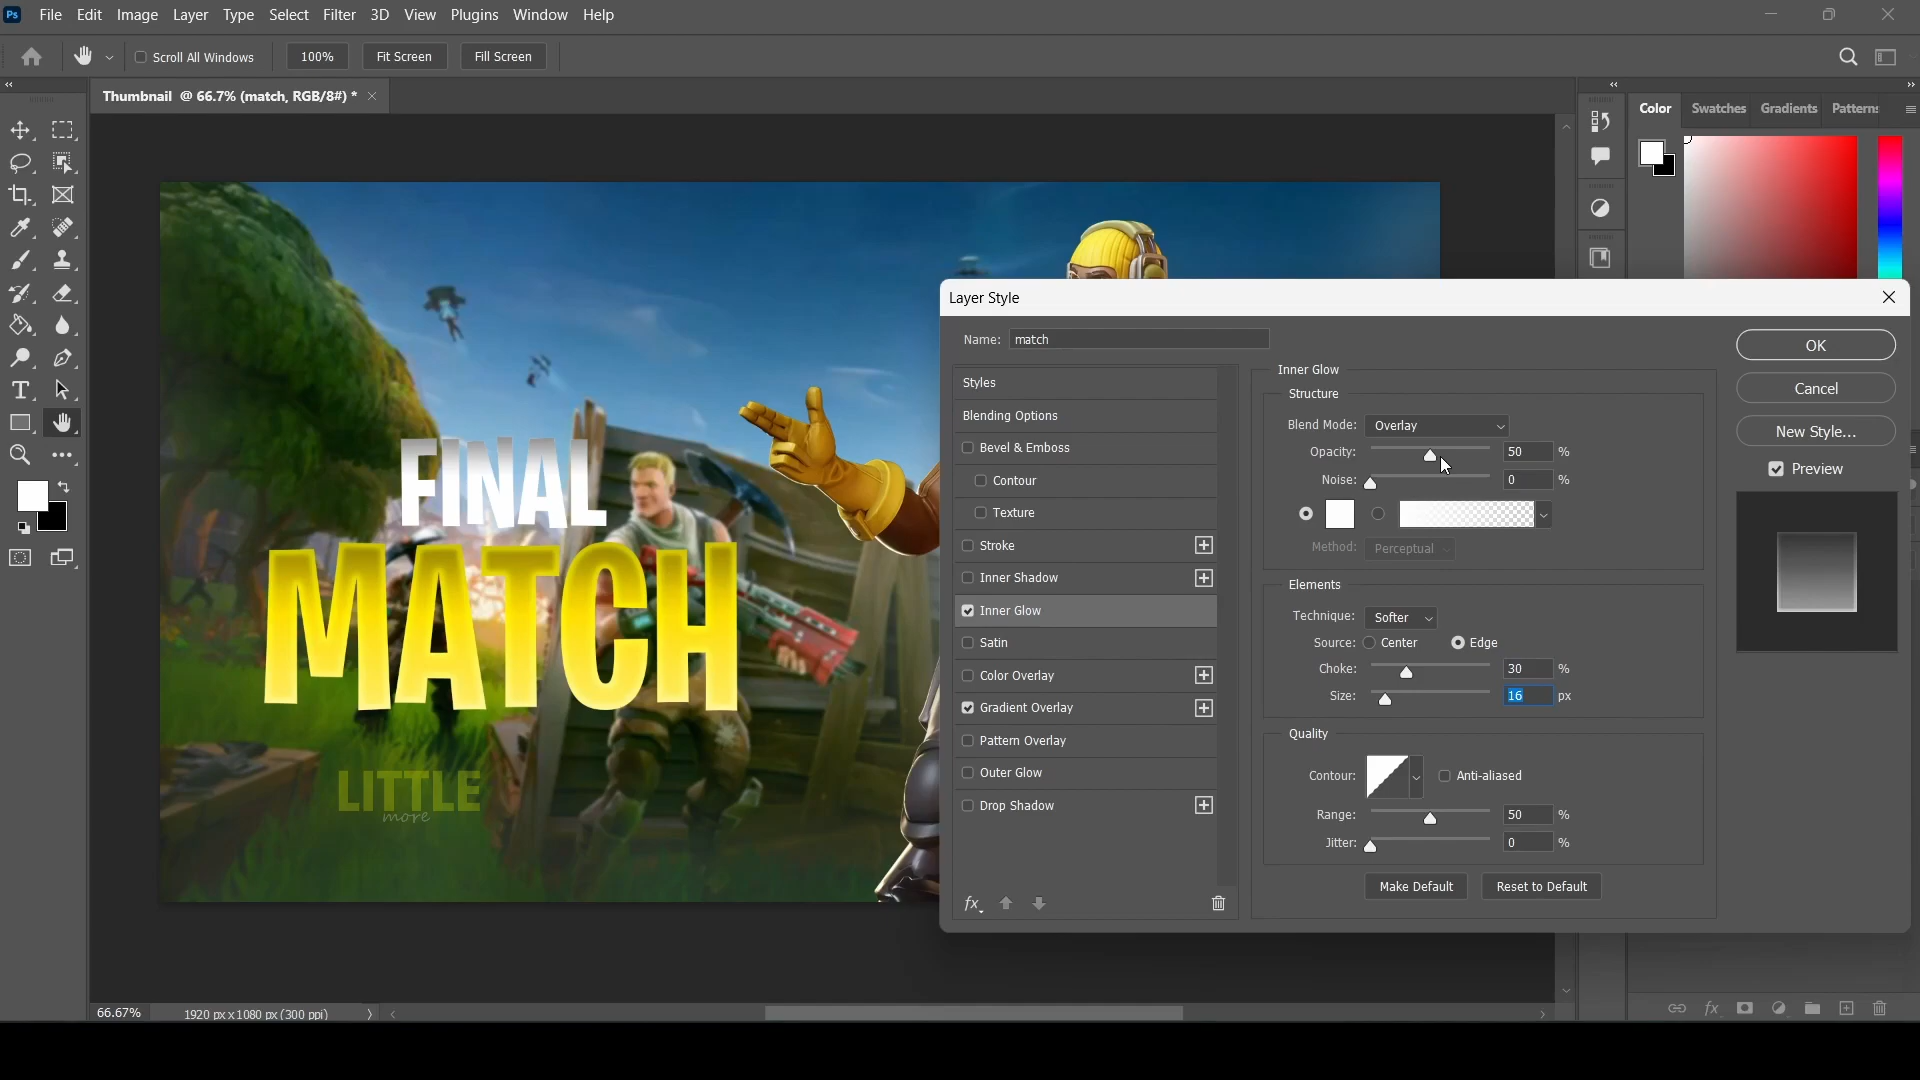 Ps File Edit Image Layer Type Select Filter 3D View Plugins Window Help
Scroll All Windows 100% Fit Screen Fill Screen
Thumbnail @ 66.7% (match, RGB/8#) *
Color Swatches Gradients Patterns
Layer Style
Name: match
OK
Cancel
New Style...
Preview
Styles
Blending Options
Bevel & Emboss
Contour
Texture
Stroke
Inner Shadow
Inner Glow
Satin
Color Overlay
Gradient Overlay
Pattern Overlay
Outer Glow
Drop Shadow
fx
Inner Glow
Structure
Blend Mode: Overlay
Opacity: 50 %
Noise: 0 %
Method: Perceptual
Elements
Technique: Softer
Source: Center Edge
Choke: 30 %
Size: 16 px
Quality
Contour: Anti-aliased
Range: 50 %
Jitter: 0 %
Make Default Reset to Default
FINAL
MATCH
LITTLE
more
66.67% 1920 px x 1080 px (300 ppi)
fx